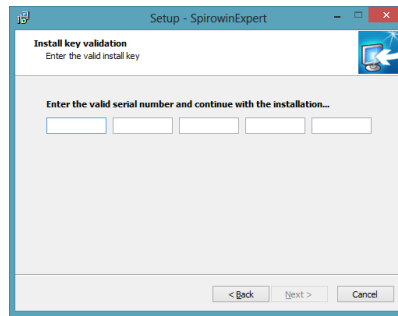 Setup - SpirowinExpert
Install key validation
Enter the valid install key
Enter the valid serial number and continue with the installation...
< Back
Next >
Cancel